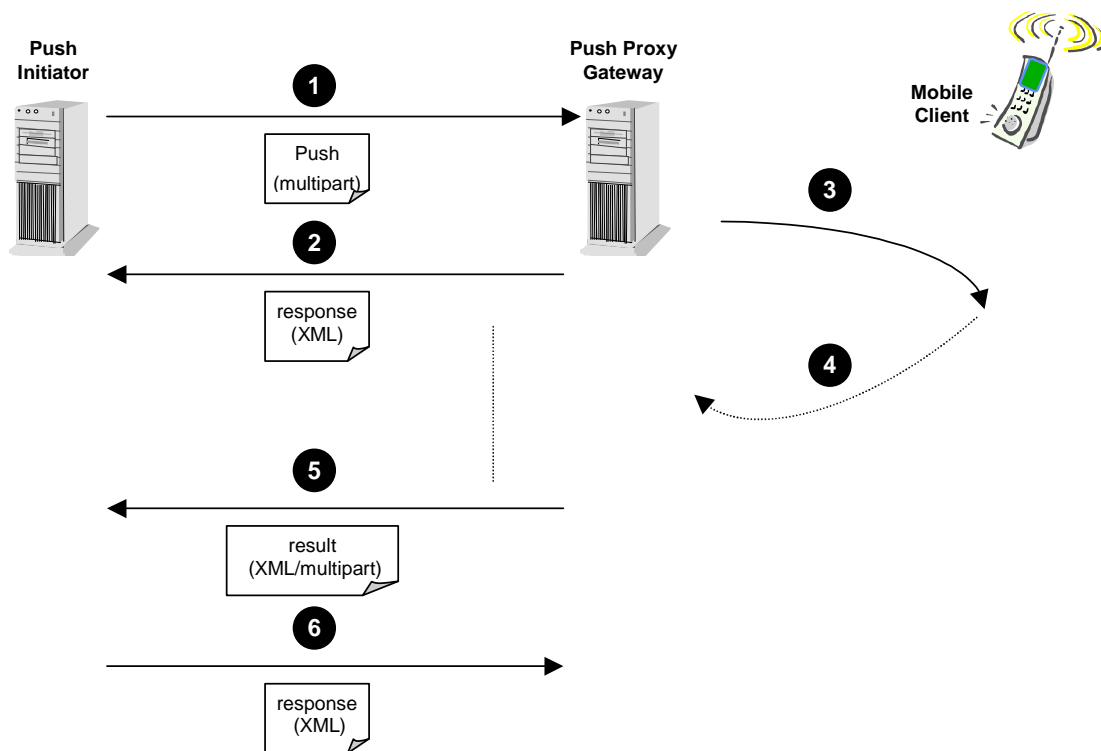 Push
Initiator
Push Proxy
Gateway
Mobile
Client
1
Push
(multipart)
2
response
(XML)
3
4
5
result
(XML/multipart)
6
response
(XML)